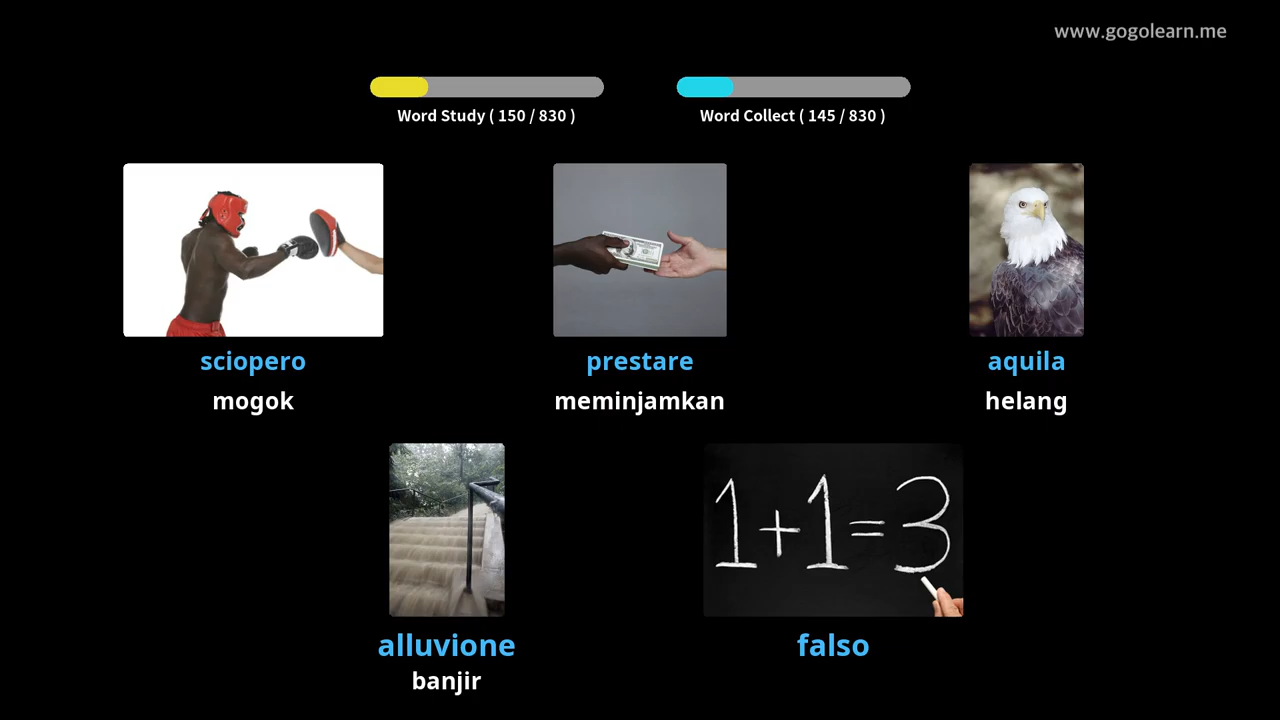 www.gogolearn.me
Word Study ( 150 / 830 )
Word Collect ( 145 / 830 )
sciopero
prestare
aquila
mogok
meminjamkan
helang
1+1=3
alluvione
falso
banjir